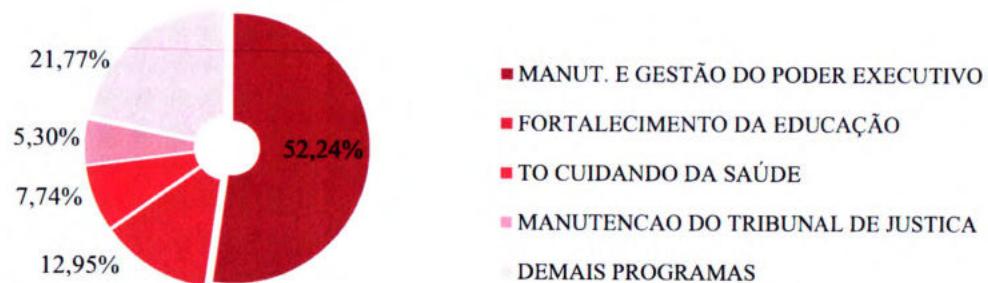 21,77%
5,30%
7,74%
12,95%
52,24%
MANUT. E GESTÃO DO PODER EXECUTIVO
FORTALECIMENTO DA EDUCAÇÃO
TO CUIDANDO DA SAÚDE
MANUTENCAO DO TRIBUNAL DE JUSTICA
DEMAIS PROGRAMAS